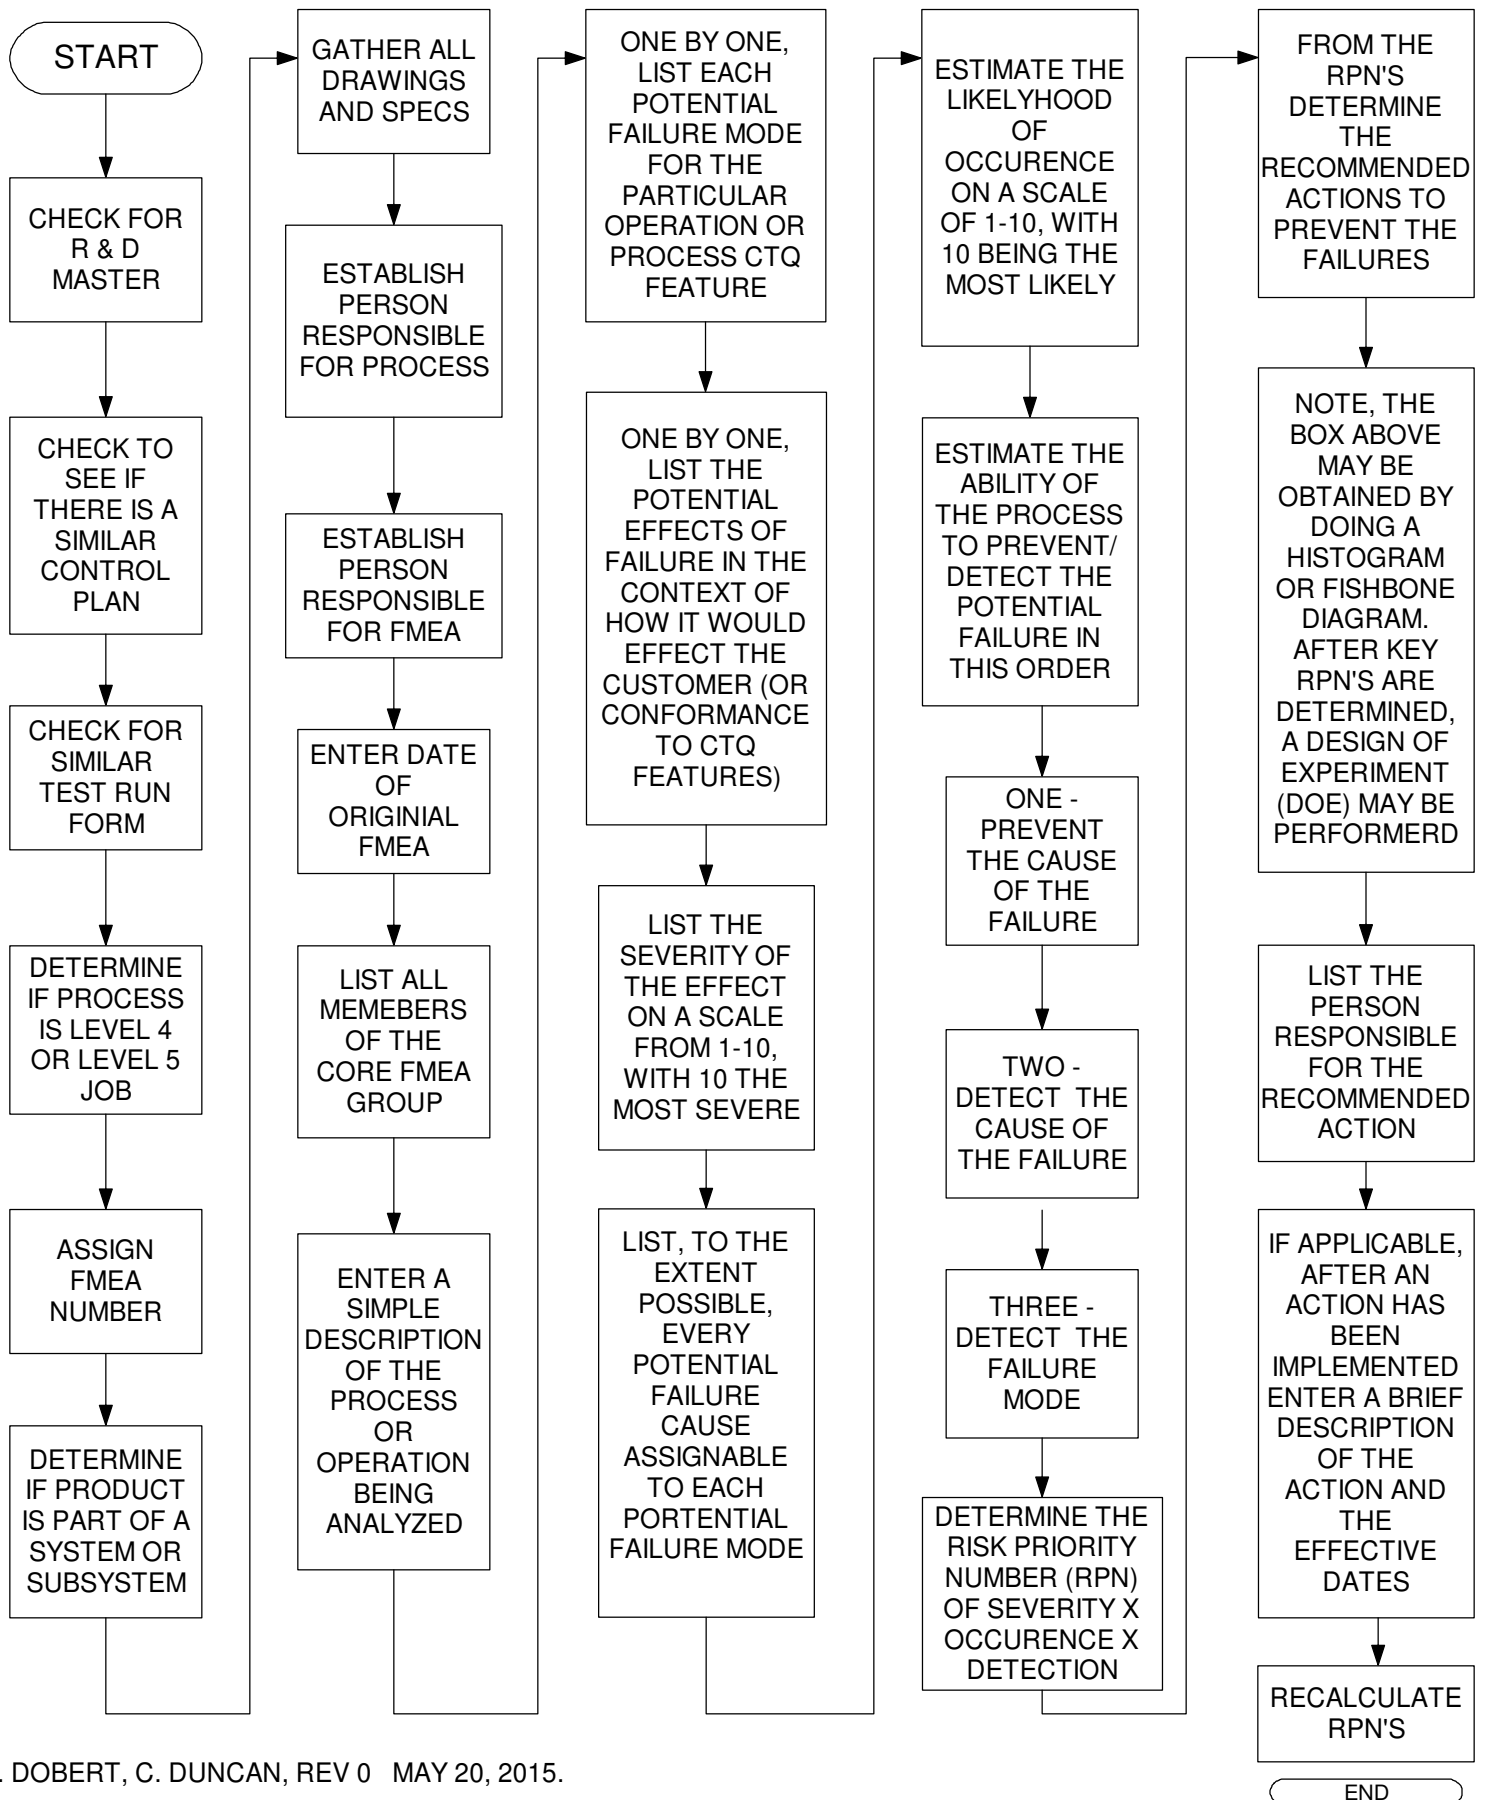 START
CHECK FOR
R & D
MASTER
CHECK TO
SEE IF
THERE IS A
SIMILAR
CONTROL
PLAN
CHECK FOR
SIMILAR
TEST RUN
FORM
DETERMINE
IF PROCESS
IS LEVEL 4
OR LEVEL 5
JOB
ASSIGN
FMEA
NUMBER
DETERMINE
IF PRODUCT
IS PART OF A
SYSTEM OR
SUBSYSTEM
GATHER ALL
DRAWINGS
AND SPECS
ESTABLISH
PERSON
RESPONSIBLE
FOR PROCESS
ESTABLISH
PERSON
RESPONSIBLE
FOR FMEA
ENTER DATE
OF
ORIGINIAL
FMEA
LIST ALL
MEMEBERS
OF THE
CORE FMEA
GROUP
ENTER A
SIMPLE
DESCRIPTION
OF THE
PROCESS
OR
OPERATION
BEING
ANALYZED
ONE BY ONE,
LIST EACH
POTENTIAL
FAILURE MODE
FOR THE
PARTICULAR
OPERATION OR
PROCESS CTQ
FEATURE
ONE BY ONE,
LIST THE
POTENTIAL
EFFECTS OF
FAILURE IN THE
CONTEXT OF
HOW IT WOULD
EFFECT THE
CUSTOMER (OR
CONFORMANCE
TO CTQ
FEATURES)
LIST THE
SEVERITY OF
THE EFFECT
ON A SCALE
FROM 1-10,
WITH 10 THE
MOST SEVERE
LIST, TO THE
EXTENT
POSSIBLE,
EVERY
POTENTIAL
FAILURE
CAUSE
ASSIGNABLE
TO EACH
PORTENTIAL
FAILURE MODE
ESTIMATE THE
LIKELYHOOD
OF
OCCURENCE
ON A SCALE
OF 1-10, WITH
10 BEING THE
MOST LIKELY
ESTIMATE THE
ABILITY OF
THE PROCESS
TO PREVENT/
DETECT THE
POTENTIAL
FAILURE IN
THIS ORDER
ONE -
PREVENT
THE CAUSE
OF THE
FAILURE
TWO -
DETECT  THE
CAUSE OF
THE FAILURE
THREE -
DETECT  THE
FAILURE
MODE
DETERMINE THE
RISK PRIORITY
NUMBER (RPN)
OF SEVERITY X
OCCURENCE X
DETECTION
FROM THE
RPN'S
DETERMINE
THE
RECOMMENDED
ACTIONS TO
PREVENT THE
FAILURES
NOTE, THE
BOX ABOVE
MAY BE
OBTAINED BY
DOING A
HISTOGRAM
OR FISHBONE
DIAGRAM.
AFTER KEY
RPN'S ARE
DETERMINED,
A DESIGN OF
EXPERIMENT
(DOE) MAY BE
PERFORMERD
LIST THE
PERSON
RESPONSIBLE
FOR THE
RECOMMENDED
ACTION
IF APPLICABLE,
AFTER AN
ACTION HAS
BEEN
IMPLEMENTED
ENTER A BRIEF
DESCRIPTION
OF THE
ACTION AND
THE
EFFECTIVE
DATES
RECALCULATE
RPN'S
END
. DOBERT, C. DUNCAN, REV 0   MAY 20, 2015.